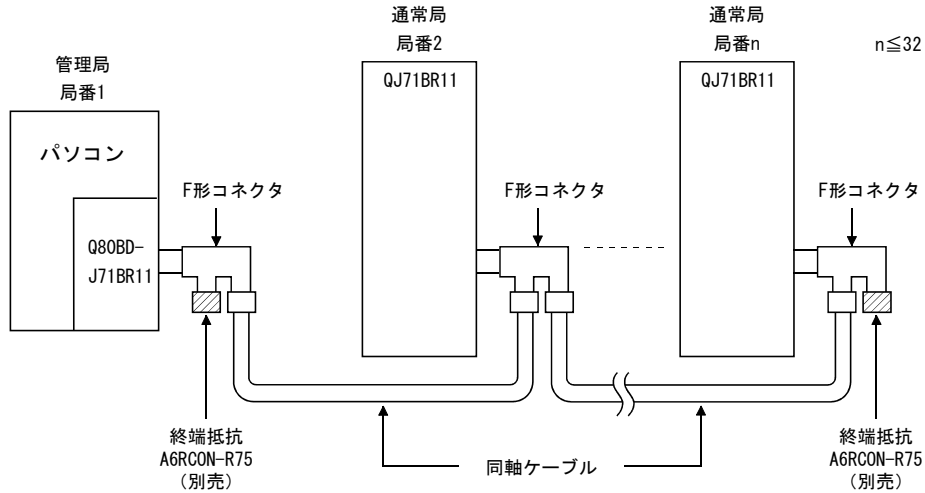 通常局
局番2
通常局
局番n
n≦32
管理局
局番1
QJ71BR11
QJ71BR11
パソコン
F形コネクタ
F形コネクタ
F形コネクタ
Q80BD-
J71BR11
終端抵抗
A6RCON-R75
(別売)
同軸ケーブル
終端抵抗
A6RCON-R75
(別売)